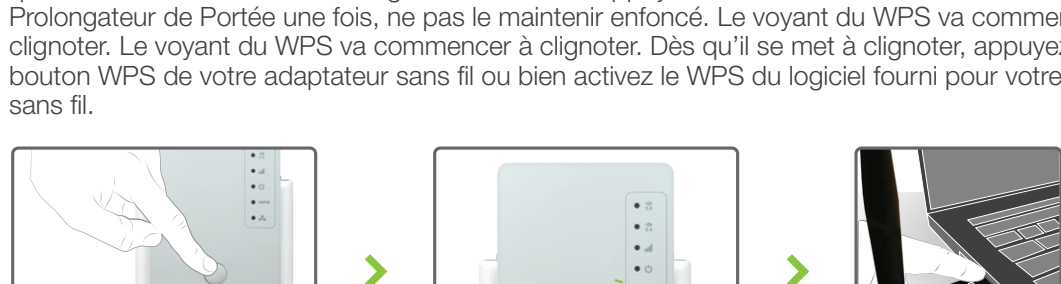 Prolongateur de Portée une fois, ne pas le maintenir enfoncé. Le voyant du WPS va
clignoter. Le voyant du WPS va commencer à clignoter. Dès qu'il se met à clignoter, appuyez
bouton WPS de votre adaptateur sans fil ou bien activez le WPS du logiciel fourni pour votre
sans fil.